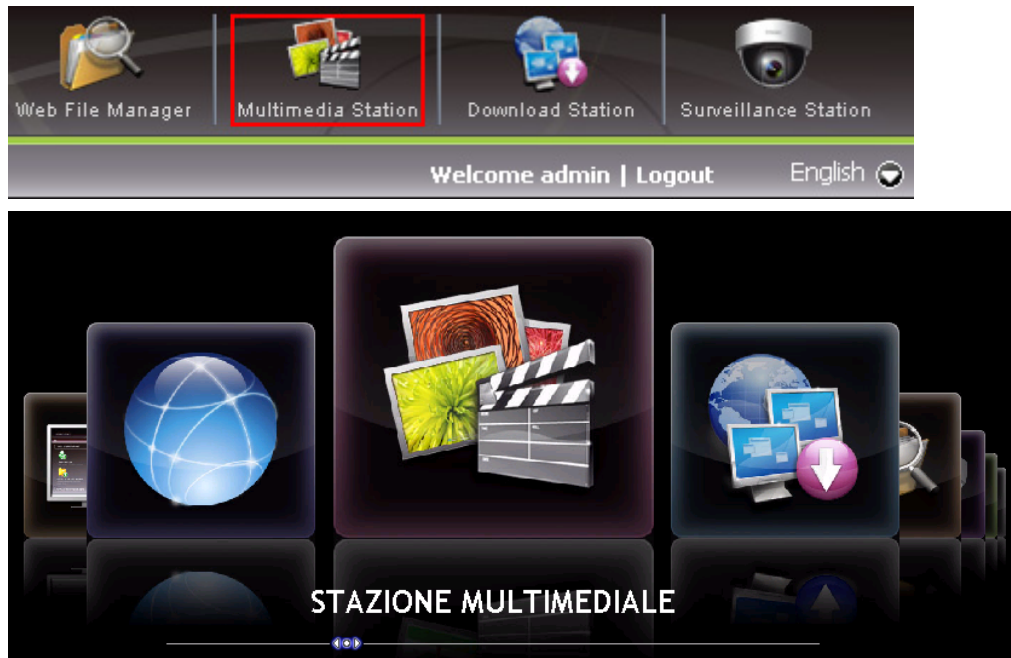 Web File Manager Multimedia Station Download Station Surveillance Station
Welcome admin | Logout English
STAZIONE MULTIMEDIALE